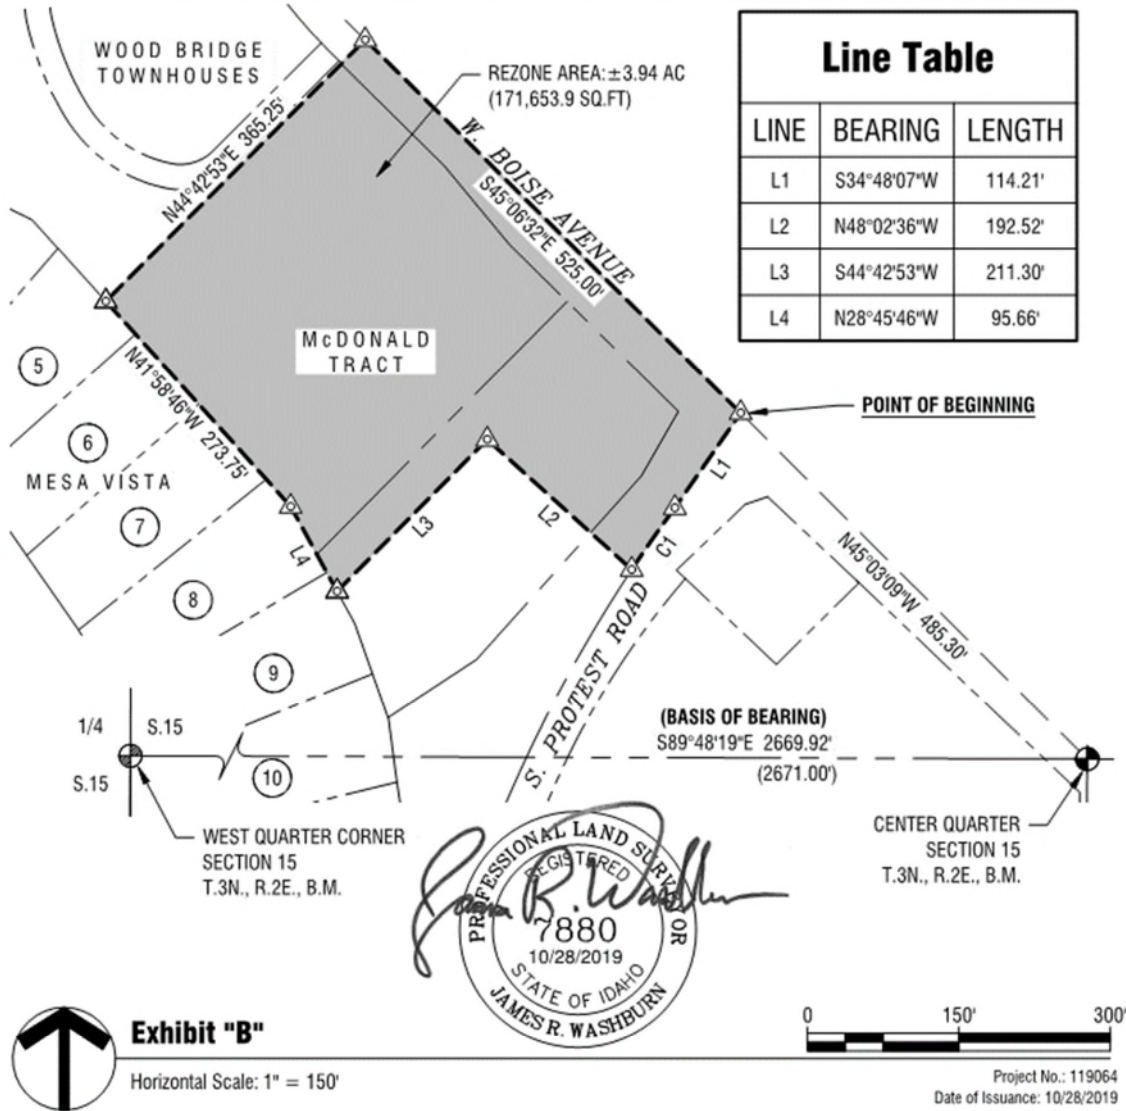 WOOD BRIDGE
TOWNHOUSES
REZONE AREA: ±3.94 AC
(171,653.9 SQ.FT)
N44°42'53"E 365.25'
W. BOISE AVENUE
S45°06'32"E 525.00'
Line Table
LINE BEARING LENGTH
L1 S34°48'07"W 114.21'
L2 N48°02'36"W 192.52'
L3 S44°42'53"W 211.30'
L4 N28°45'46"W 95.66'
McDONALD
TRACT
POINT OF BEGINNING
5
6
MESA VISTA
7
8
9
10
N41°58'46"W 273.75'
L4
L3
L2
L1
C1
N45°03'09"W 485.30'
S. PROTEST ROAD
(BASIS OF BEARING)
S89°48'19"E 2669.92'
(2671.00')
1/4 S.15
S.15
WEST QUARTER CORNER
SECTION 15
T.3N., R.2E., B.M.
CENTER QUARTER
SECTION 15
T.3N., R.2E., B.M.
PROFESSIONAL LAND SURVEYOR
REGISTERED
7880
10/28/2019
STATE OF IDAHO
JAMES R. WASHBURN
Exhibit "B"
Horizontal Scale: 1" = 150'
0 150' 300'
Project No.: 119064
Date of Issuance: 10/28/2019